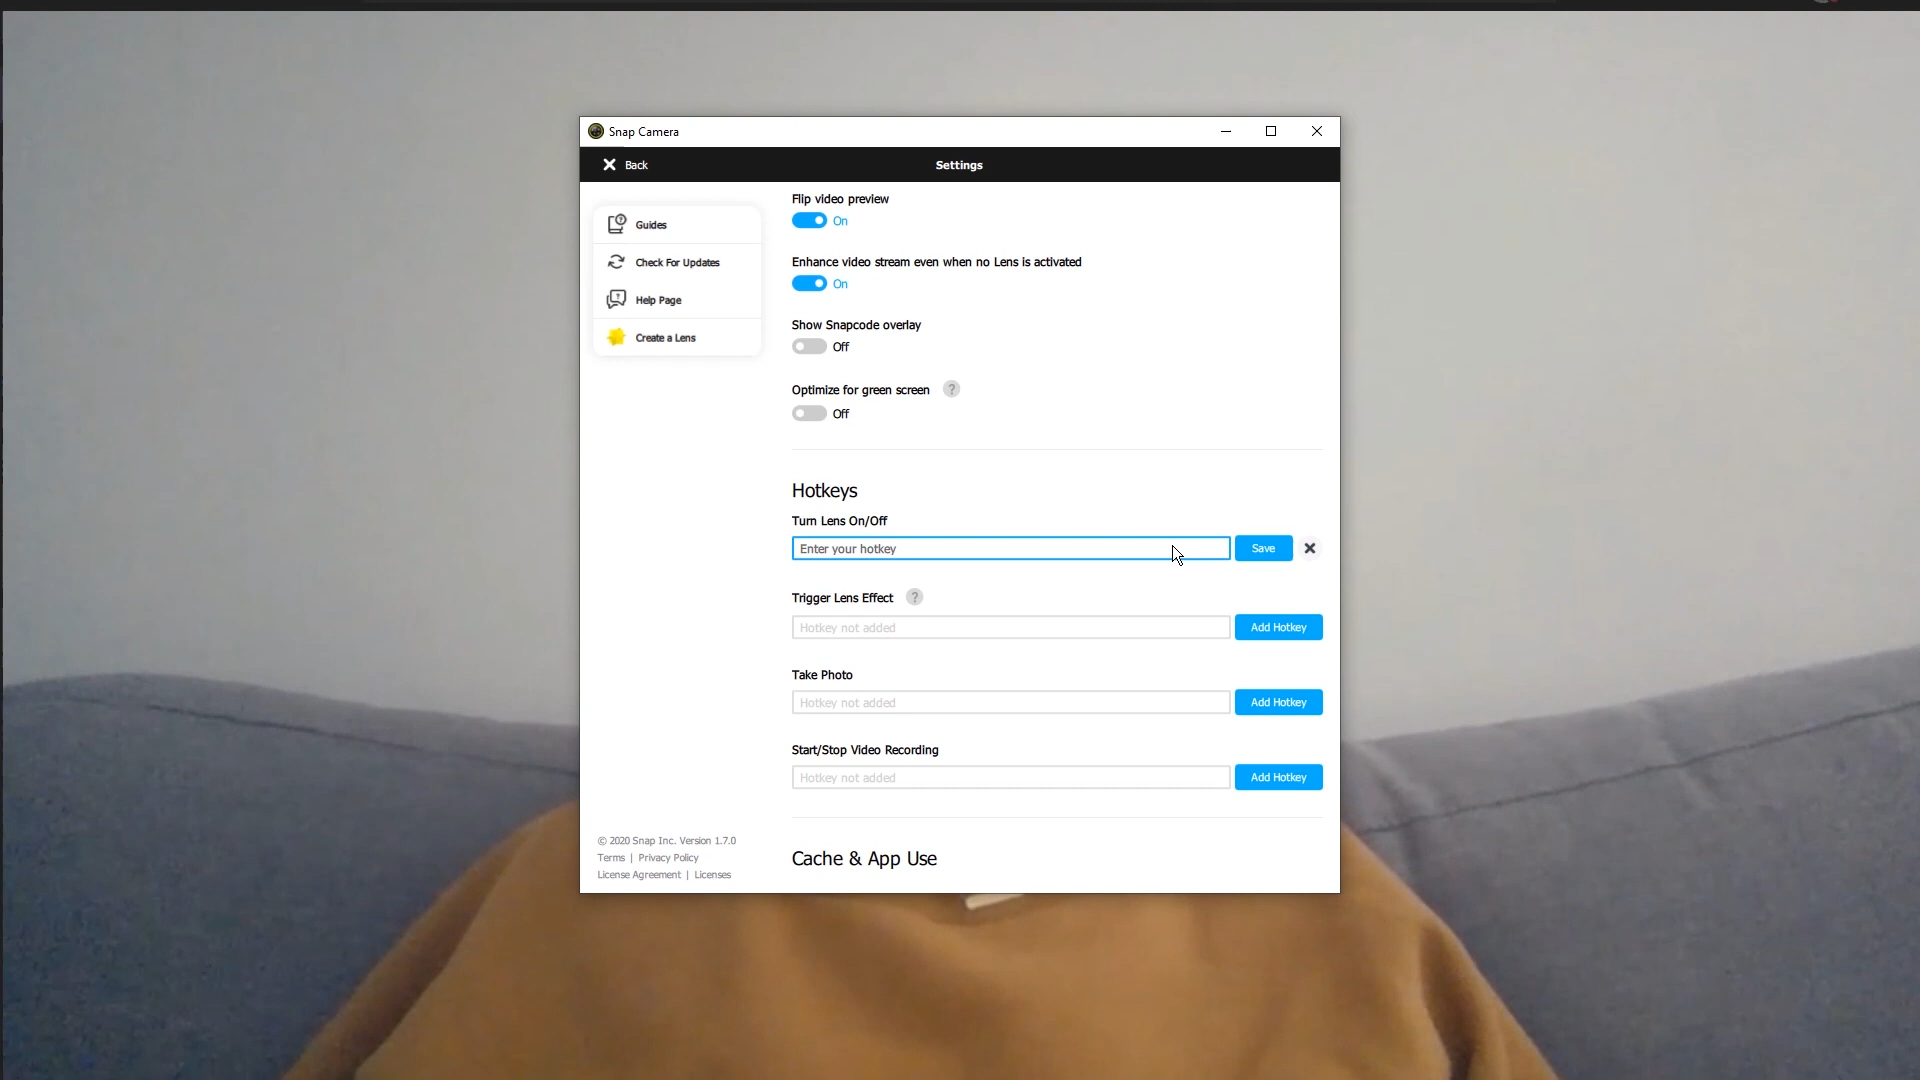 Snap Camera
Back
Settings
Guides
Check For Updates
Help Page
Create a Lens
Flip video preview
On
Enhance video stream even when no Lens is activated
On
Show Snapcode overlay
Off
Optimize for green screen ?
Off
Hotkeys
Turn Lens On/Off
Enter your hotkey
Save
Trigger Lens Effect ?
Hotkey not added
Add Hotkey
Take Photo
Hotkey not added
Add Hotkey
Start/Stop Video Recording
Hotkey not added
Add Hotkey
Cache & App Use
© 2020 Snap Inc. Version 1.7.0
Terms | Privacy Policy
License Agreement | Licenses